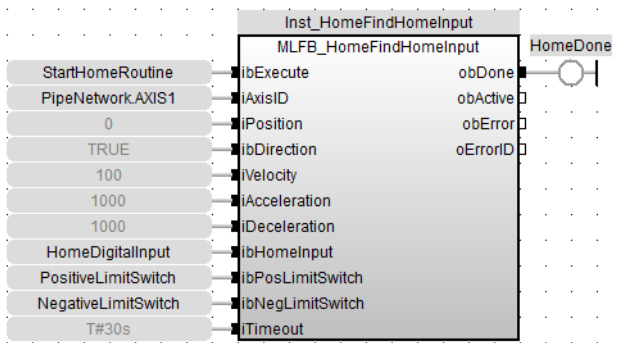 Inst_HomeFindHomeInput
MLFB_HomeFindHomeInput HomeDone
StartHomeRoutine ibExecute obDone
PipeNetwork.AXIS1 iAxisID obActive
0 iPosition obError
TRUE ibDirection oErrorID
100 iVelocity
1000 iAcceleration
1000 iDeceleration
HomeDigitalInput ibHomeInput
PositiveLimitSwitch ibPosLimitSwitch
NegativeLimitSwitch ibNegLimitSwitch
T#30s iTimeout